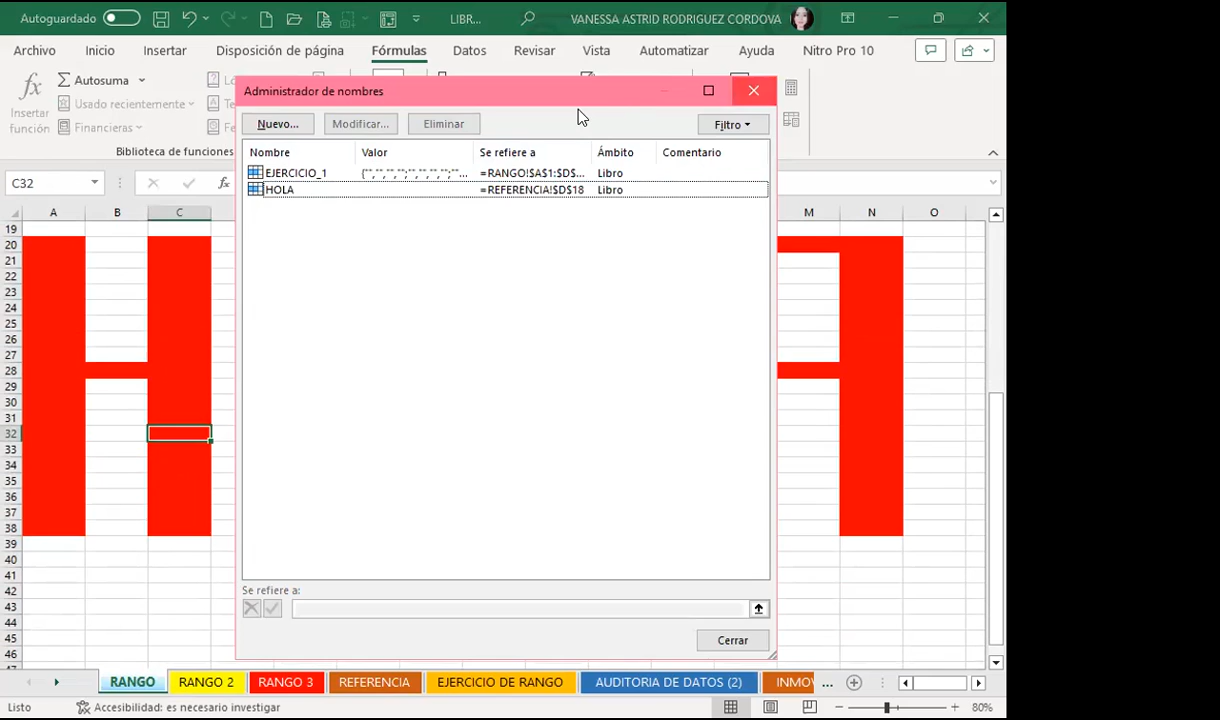 Autoguardado LIBR... VANESSA ASTRID RODRIGUEZ CORDOVA
Archivo Inicio Insertar Disposición de página Fórmulas Datos Revisar Vista Automatizar Ayuda Nitro Pro 10
fx Autosuma
Insertar función
Usado recientemente
Financieras
Biblioteca de funciones
Administrador de nombres
Nuevo... Modificar... Eliminar Filtro
Nombre Valor Se refiere a Ámbito Comentario
EJERCICIO_1 {"","","","";"","","","";"... =RANGO!$A$1:$D$... Libro
HOLA =REFERENCIA!$D$18 Libro
C32 fx
A B C M N O
19
20
21
22
23
24
25
26
27
28
29
30
31
32
33
34
35
36
37
38
39
40
41
42
43
44
45
46
Se refiere a:
Cerrar
RANGO RANGO 2 RANGO 3 REFERENCIA EJERCICIO DE RANGO AUDITORIA DE DATOS (2) INMOV ...
Listo Accesibilidad: es necesario investigar 80%